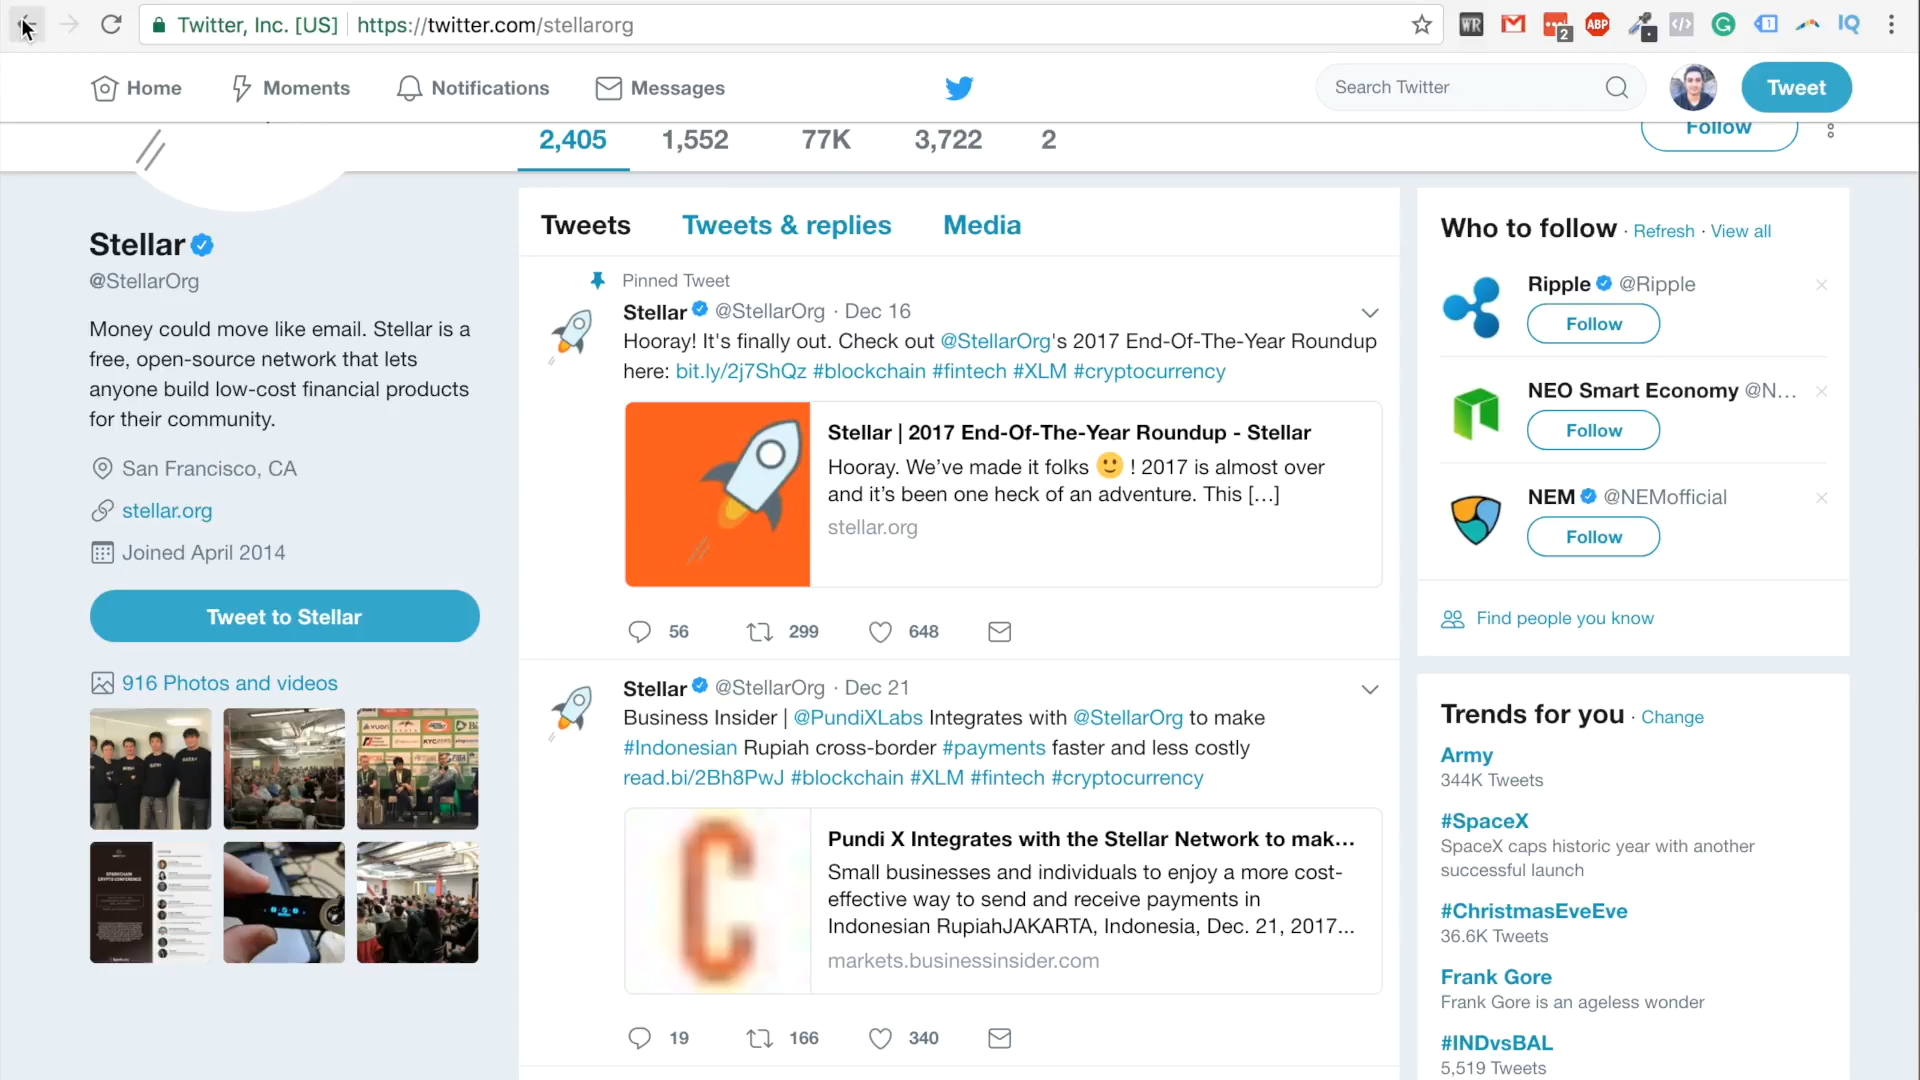 Twitter, Inc. [US] https://twitter.com/stellarorg
WR
2
ABP
1
IQ
Home
Moments
Notifications
Messages
Search Twitter
Tweet
2,405
1,552
77K
3,722
2
Follow
Stellar
@StellarOrg
Money could move like email. Stellar is a
free, open-source network that lets
anyone build low-cost financial products
for their community.
San Francisco, CA
stellar.org
Joined April 2014
Tweet to Stellar
916 Photos and videos
Tweets
Tweets & replies
Media
Pinned Tweet
Stellar @StellarOrg · Dec 16
Hooray! It's finally out. Check out @StellarOrg's 2017 End-Of-The-Year Roundup
here: bit.ly/2j7ShQz #blockchain #fintech #XLM #cryptocurrency
Stellar | 2017 End-Of-The-Year Roundup - Stellar
Hooray. We’ve made it folks 🙂 ! 2017 is almost over
and it’s been one heck of an adventure. This [...]
stellar.org
56
299
648
Stellar @StellarOrg · Dec 21
Business Insider | @PundiXLabs Integrates with @StellarOrg to make
#Indonesian Rupiah cross-border #payments faster and less costly
read.bi/2Bh8PwJ #blockchain #XLM #fintech #cryptocurrency
C
Pundi X Integrates with the Stellar Network to mak...
Small businesses and individuals to enjoy a more cost-
effective way to send and receive payments in
Indonesian RupiahJAKARTA, Indonesia, Dec. 21, 2017...
markets.businessinsider.com
19
166
340
Who to follow · Refresh · View all
Ripple @Ripple
Follow
NEO Smart Economy @N...
Follow
NEM @NEMofficial
Follow
Find people you know
Trends for you · Change
Army
344K Tweets
#SpaceX
SpaceX caps historic year with another
successful launch
#ChristmasEveEve
36.6K Tweets
Frank Gore
Frank Gore is an ageless wonder
#INDvsBAL
5,519 Tweets